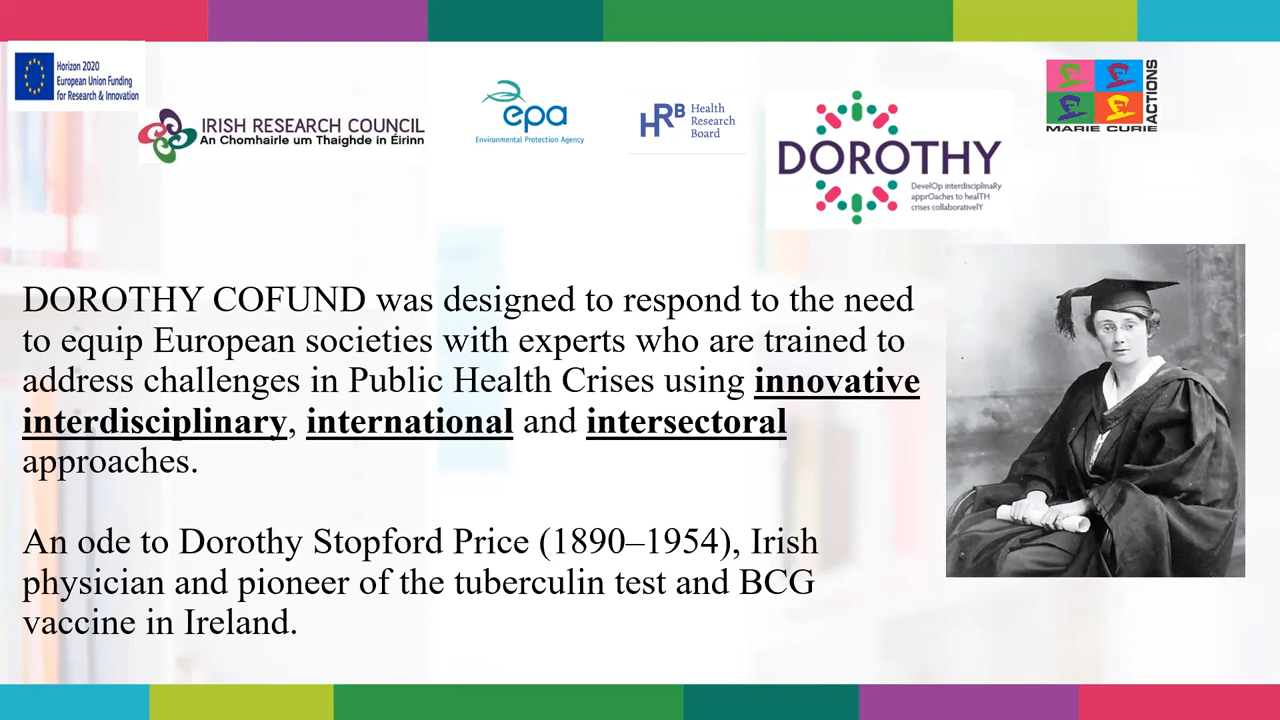 Horizon 2020
European Union Funding
for Research & Innovation
IRISH RESEARCH COUNCIL
An Chomhairle um Thaighde in Éirinn
epa
Environmental Protection Agency
HRB
Health
Research
Board
DOROTHY
DevelOp interdisciplinaRy
apprOaches to healTH
crises collaborativelY
MARIE CURIE
ACTIONS
DOROTHY COFUND was designed to respond to the need
to equip European societies with experts who are trained to
address challenges in Public Health Crises using innovative
interdisciplinary, international and intersectoral
approaches.
An ode to Dorothy Stopford Price (1890–1954), Irish
physician and pioneer of the tuberculin test and BCG
vaccine in Ireland.